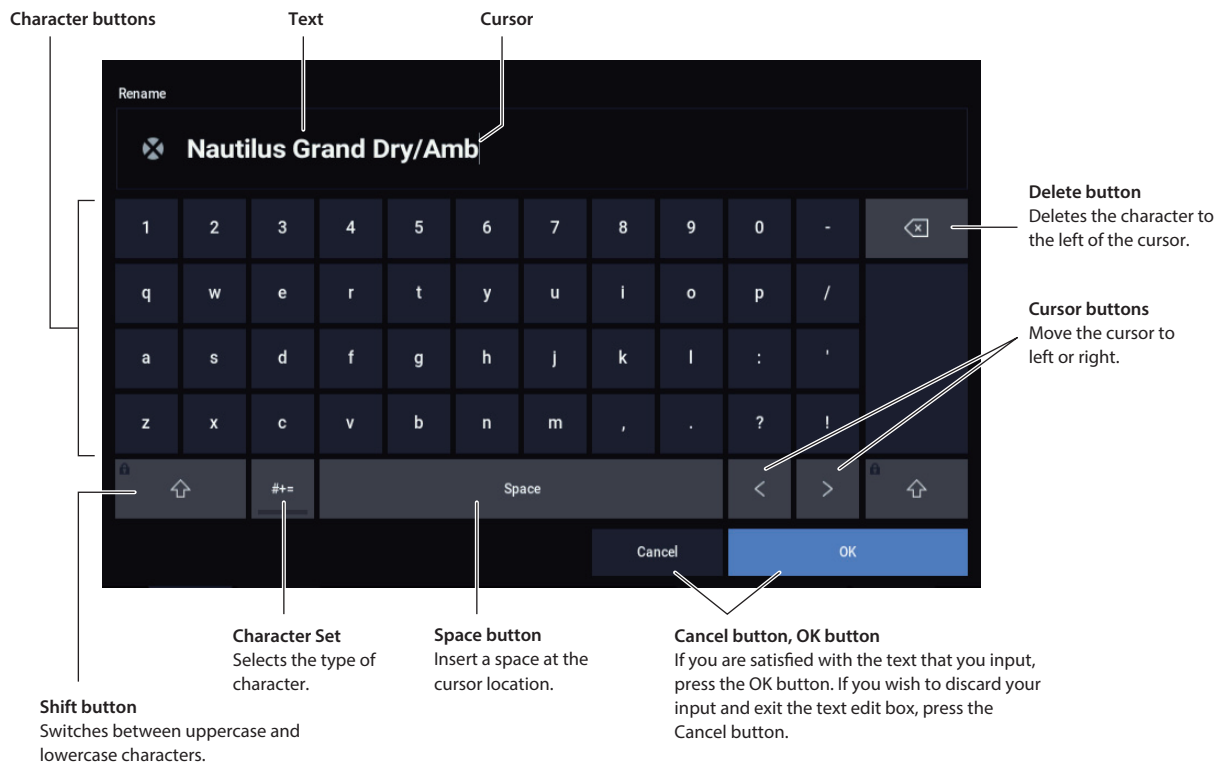 Character buttons
Text
Cursor
Rename
Nautilus Grand Dry/Amb
1 2 3 4 5 6 7 8 9 0 -
q w e r t y u i o p /
a s d f g h j k l : '
z x c v b n m , . ? !
#+= Space < >
Cancel OK
Delete button
Deletes the character to
the left of the cursor.
Cursor buttons
Move the cursor to
left or right.
Character Set
Selects the type of
character.
Space button
Insert a space at the
cursor location.
Cancel button, OK button
If you are satisfied with the text that you input,
press the OK button. If you wish to discard your
input and exit the text edit box, press the
Cancel button.
Shift button
Switches between uppercase and
lowercase characters.